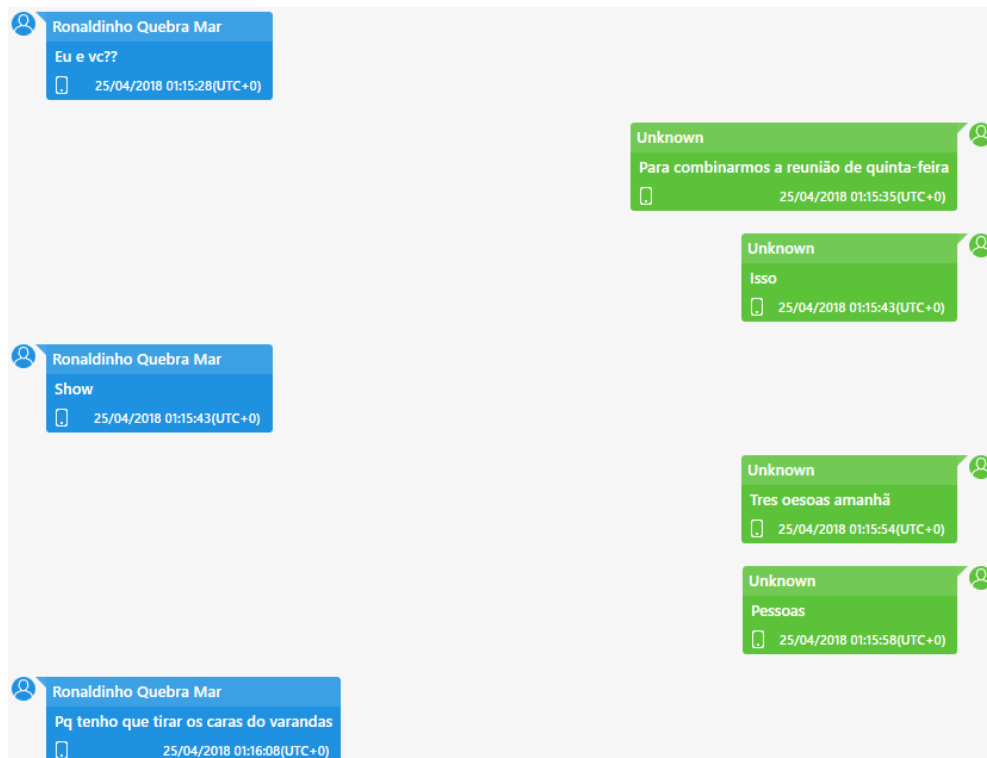 Ronaldinho Quebra Mar
Eu e vc??
25/04/2018 01:15:28(UTC+0)
Unknown
Para combinarmos a reunião de quinta-feira
25/04/2018 01:15:35(UTC+0)
Unknown
Isso
25/04/2018 01:15:43(UTC+0)
Ronaldinho Quebra Mar
Show
25/04/2018 01:15:43(UTC+0)
Unknown
Tres oesoas amanhã
25/04/2018 01:15:54(UTC+0)
Unknown
Pessoas
25/04/2018 01:15:58(UTC+0)
Ronaldinho Quebra Mar
Pq tenho que tirar os caras do varandas
25/04/2018 01:16:08(UTC+0)